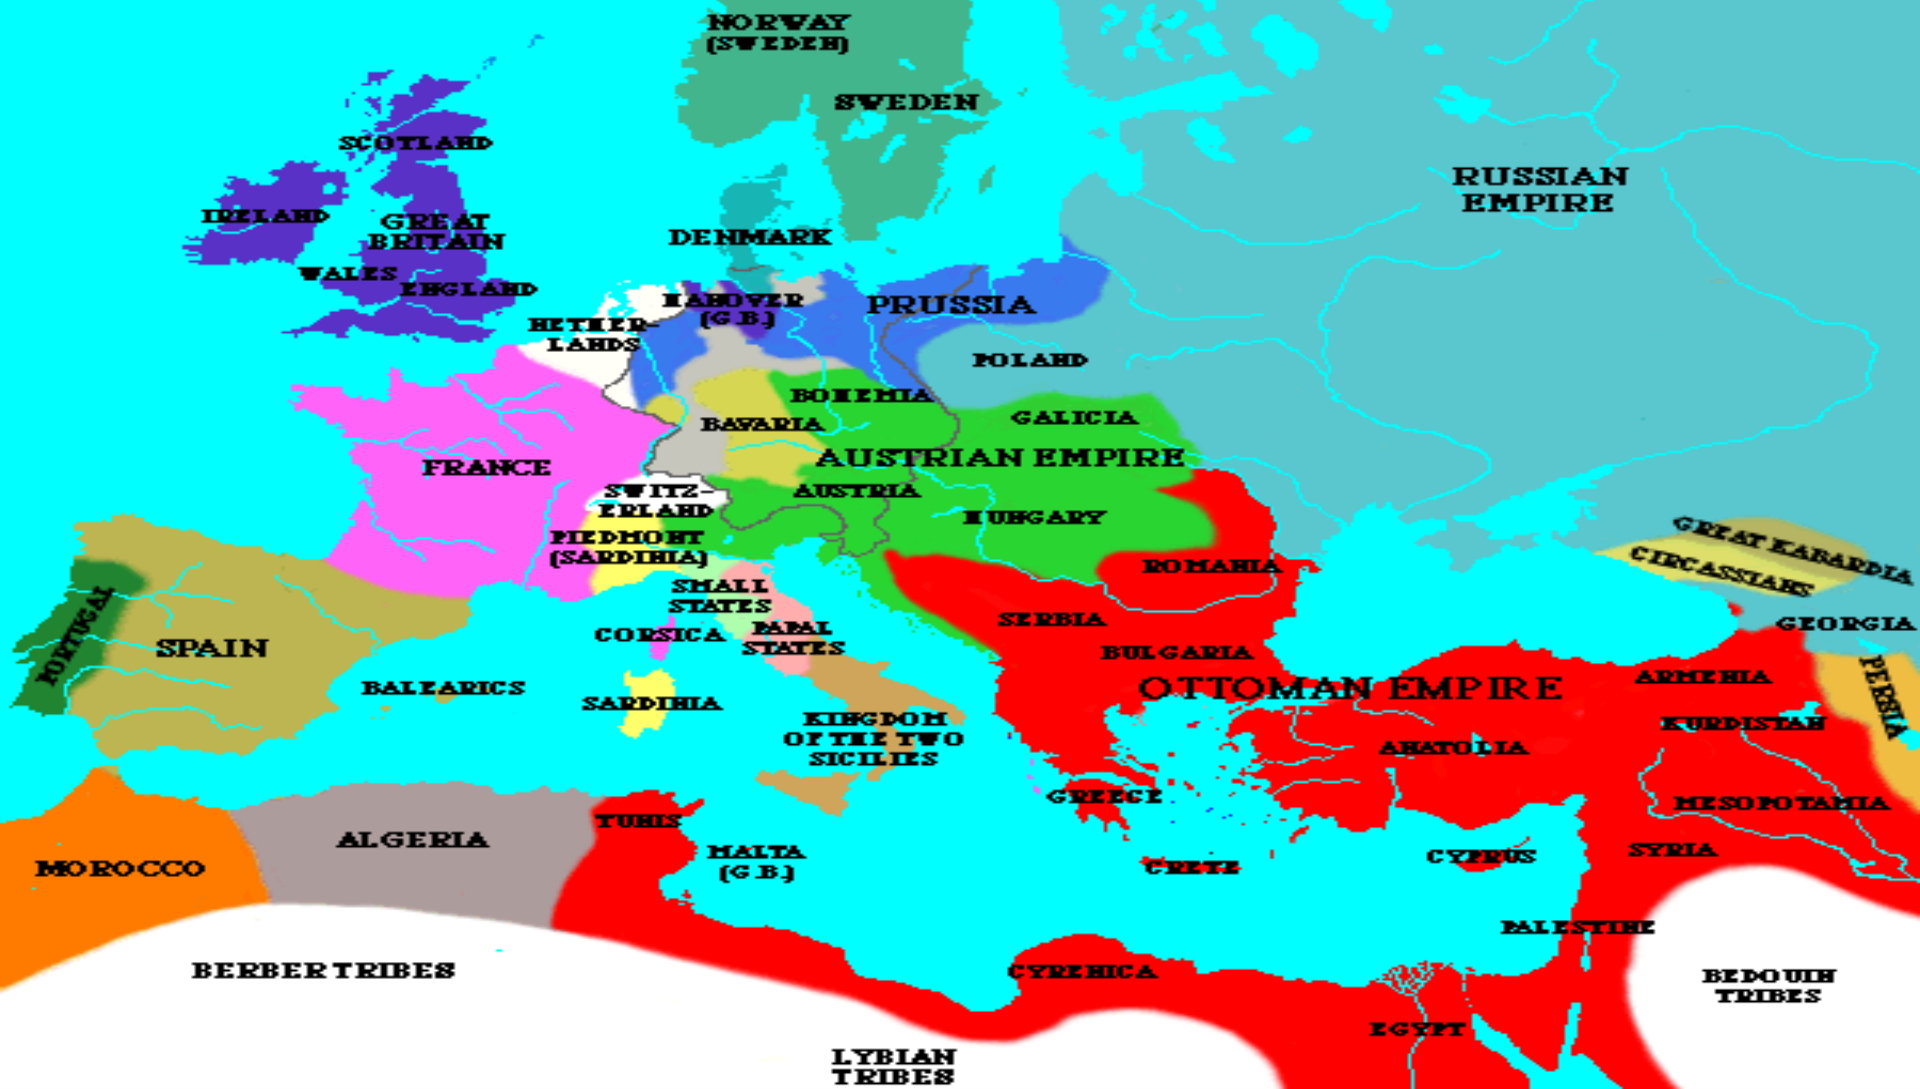 NORWAY
(SWEDEN)
SWEDEN
SCOTLAND
RUSSIAN
EMPIRE
IRELAND
GREAT
BRITAIN
DENMARK
WALES
ENGLAND
HANOVER
(G.B.)
PRUSSIA
NETHER-
LANDS
POLAND
BOHEMIA
GALICIA
BAVARIA
AUSTRIAN EMPIRE
FRANCE
SWITZ-
ERLAND
AUSTRIA
HUNGARY
PIEDMONT
(SARDINIA)
GREAT KABARDIA
CIRCASSIANS
ROMANIA
SMALL
STATES
PORTUGAL
SERBIA
GEORGIA
CORSICA
PAPAL
STATES
SPAIN
BULGARIA
BALEARICS
OTTOMAN EMPIRE
ARMENIA
PERSIA
SARDINIA
KINGDOM
OF THE TWO
SICILIES
KURDISTAN
ANATOLIA
GREECE
MESOPOTAMIA
TUNIS
ALGERIA
MOROCCO
MALTA
(G.B.)
CRETE
CYPRUS
SYRIA
PALESTINE
BERBER TRIBES
CYRENICA
BEDOUIN
TRIBES
EGYPT
LYBIAN
TRIBES